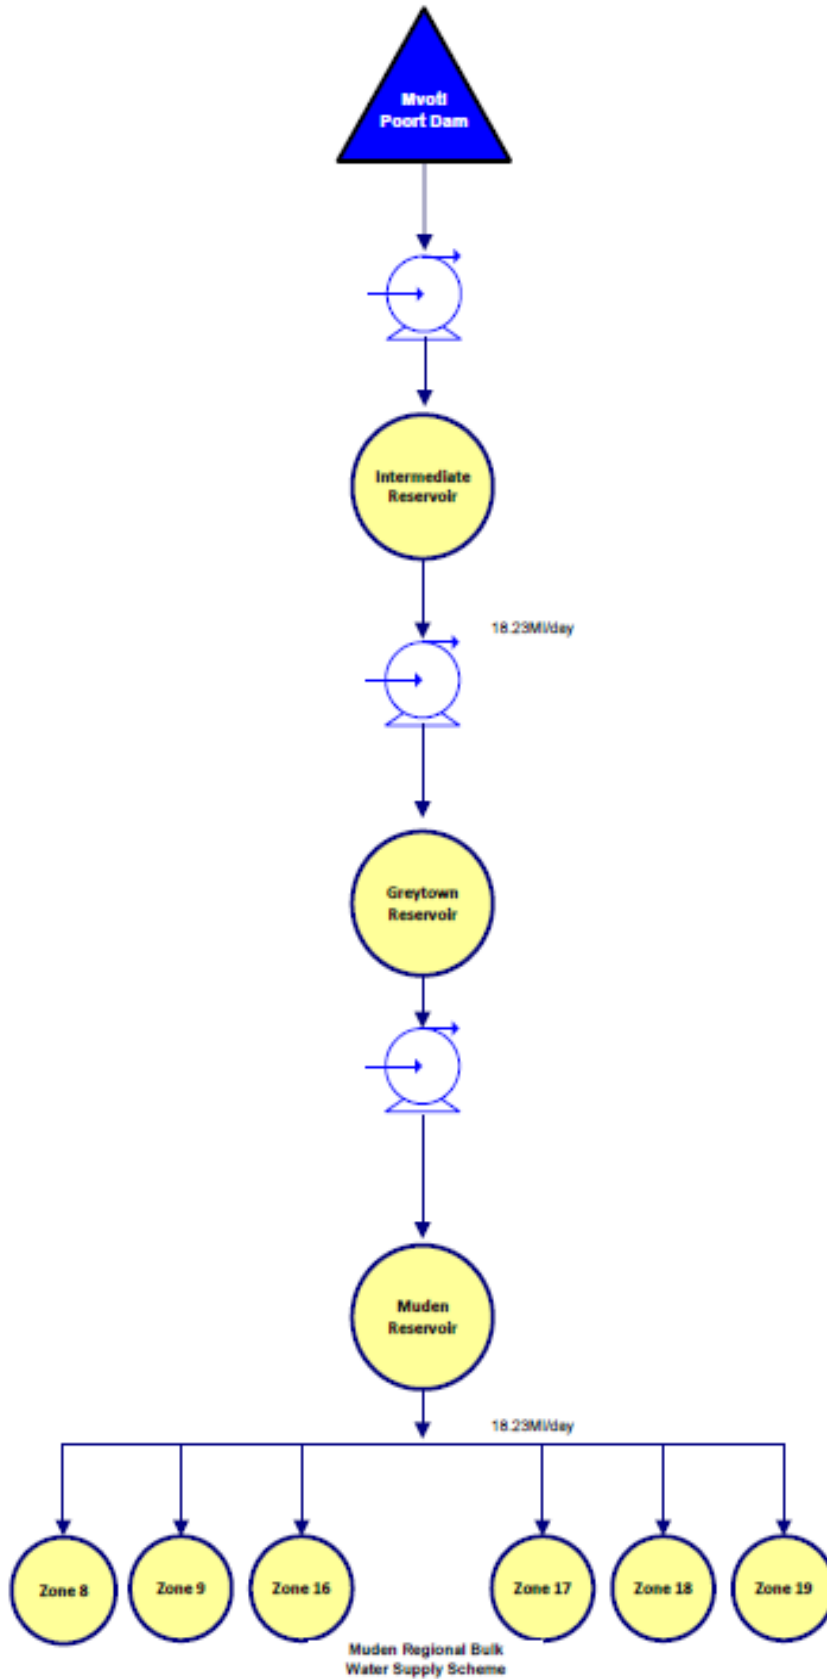 Mvoti
Poort Dam
Intermediate
Reservoir
18.23Ml/day
Greytown
Reservoir
Muden
Reservoir
18.23Ml/day
Zone 8
Zone 9
Zone 16
Zone 17
Zone 18
Zone 19
Muden Regional Bulk
Water Supply Scheme